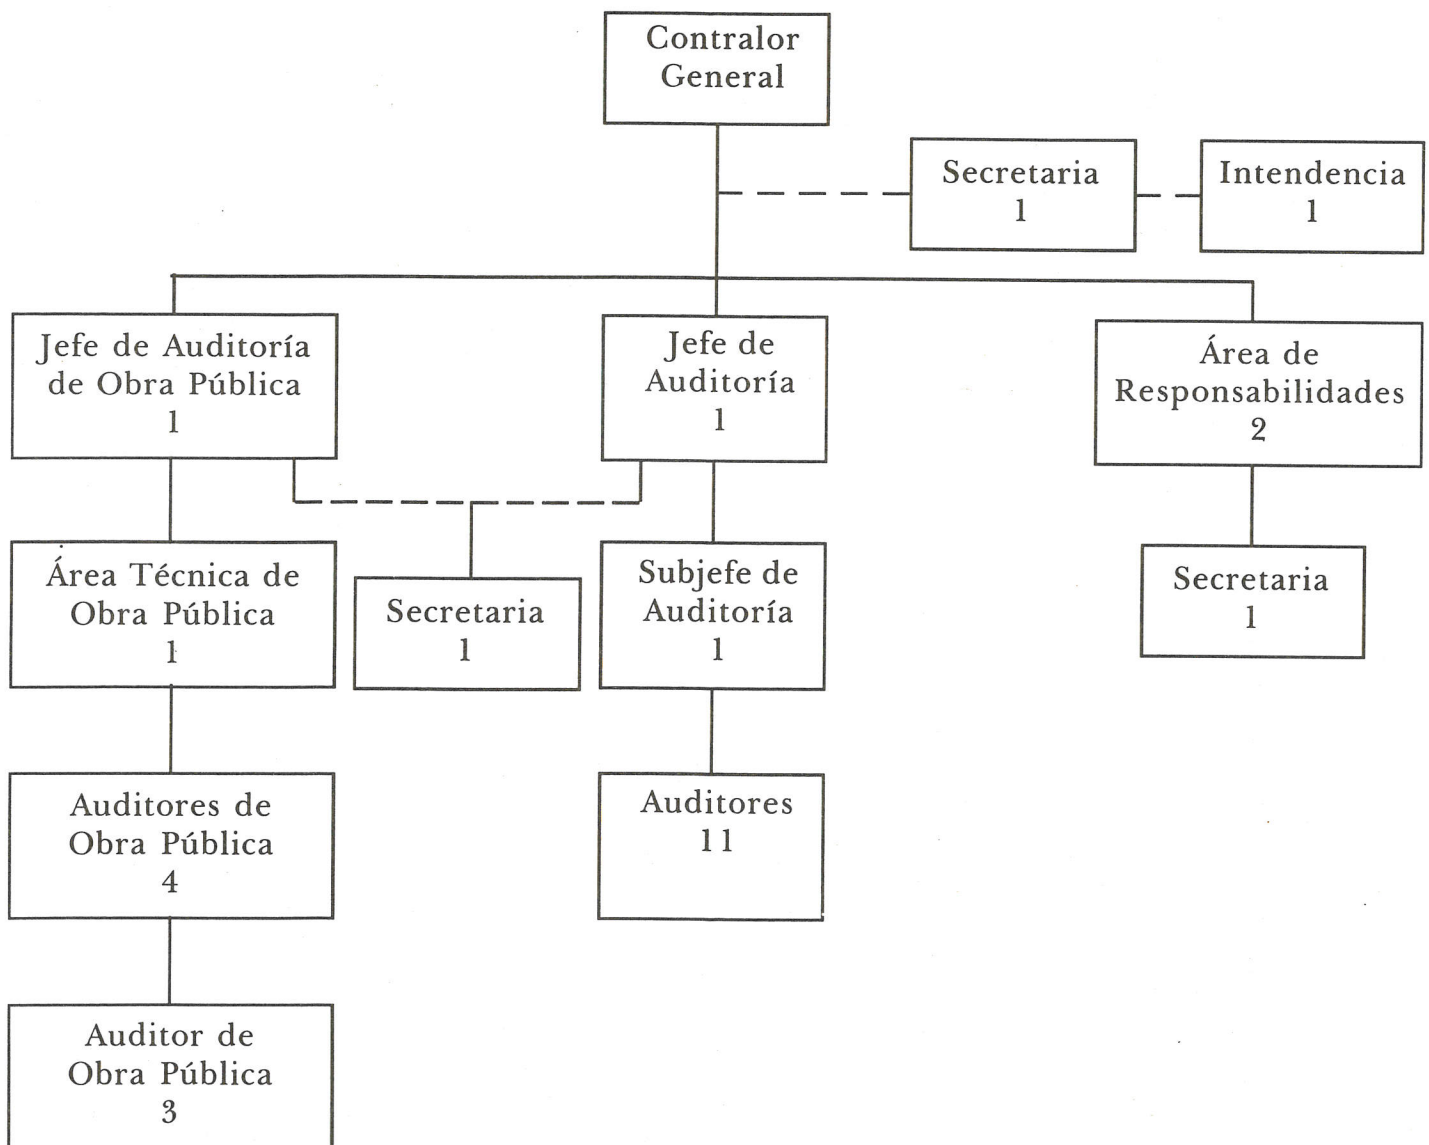 Contralor
General
Secretaria
1
Intendencia
1
Jefe de Auditoría
de Obra Pública
1
Jefe de
Auditoría
1
Área de
Responsabilidades
2
Área Técnica de
Obra Pública
1
Secretaria
1
Subjefe de
Auditoría
1
Secretaria
1
Auditores de
Obra Pública
4
Auditores
11
Auditor de
Obra Pública
3